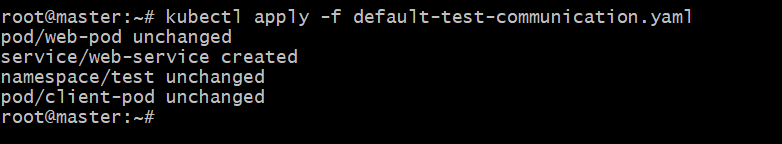 root@master:~# kubectl apply -f default-test-communication.yaml
pod/web-pod unchanged
service/web-service created
namespace/test unchanged
pod/client-pod unchanged
root@master:~#